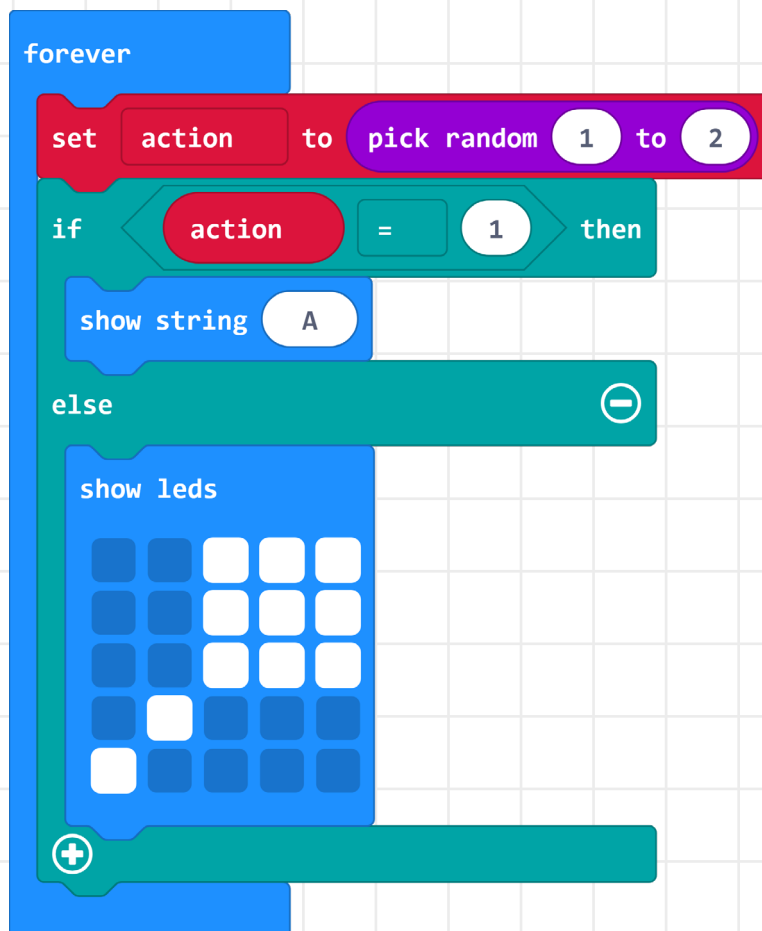 forever
set action to pick random 1 to 2
if action = 1 then
show string A
else
show leds